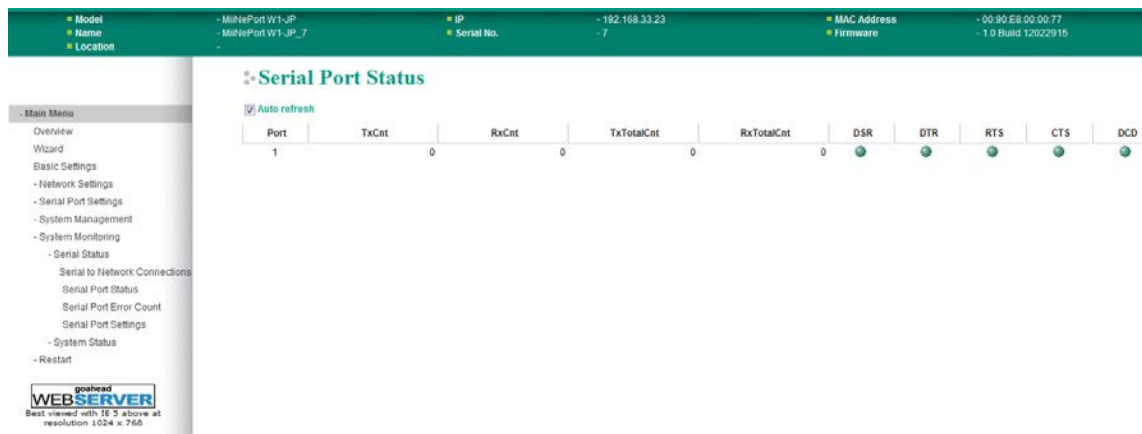 Model - MiiNePort W1-JP IP - 192.168.33.23 MAC Address - 00:90:E8:00:00:77
Name - MiiNePort W1-JP_7 Serial No. - 7 Firmware - 1.0 Build 12022915
Location -
Serial Port Status
Auto refresh
Port TxCnt RxCnt TxTotalCnt RxTotalCnt DSR DTR RTS CTS DCD
1 0 0 0 0
- Main Menu
Overview
Wizard
Basic Settings
- Network Settings
- Serial Port Settings
- System Management
- System Monitoring
- Serial Status
Serial to Network Connections
Serial Port Status
Serial Port Error Count
Serial Port Settings
- System Status
- Restart
goahead
WEBSERVER
Best viewed with IE 5 above at
resolution 1024 x 768